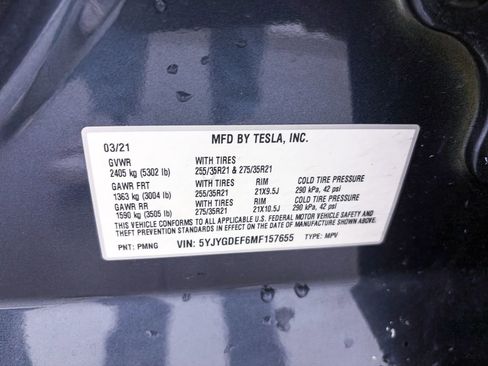 03/21 MFD BY TESLA, INC.
GVWR WITH TIRES
2405 kg (5302 lb) 255/35R21 & 275/35R21
GAWR FRT WITH TIRES RIM COLD TIRE PRESSURE
1363 kg (3004 lb) 255/35R21 21X9.5J 290 kPa, 42 psi
GAWR RR WITH TIRES RIM COLD TIRE PRESSURE
1590 kg (3505 lb) 275/35R21 21X10.5J 290 kPa, 42 psi
THIS VEHICLE CONFORMS TO ALL APPLICABLE U.S. FEDERAL MOTOR VEHICLE SAFETY AND
THEFT PREVENTION STANDARDS IN EFFECT ON THE DATE OF MANUFACTURE SHOWN ABOVE.
PNT: PMNG VIN: 5YJYGDEF6MF157655 TYPE: MPV